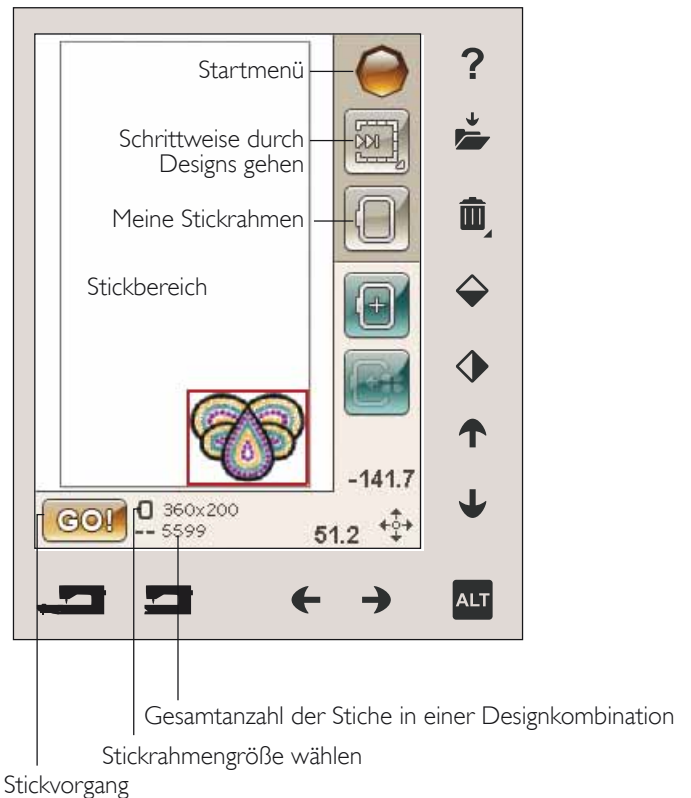 Startmenü
?
Schrittweise durch
Designs gehen
Meine Stickrahmen
Stickbereich
-141.7
GO!
360x200
-- 5599
51.2
ALT
Gesamtanzahl der Stiche in einer Designkombination
Stickrahmengröße wählen
Stickvorgang